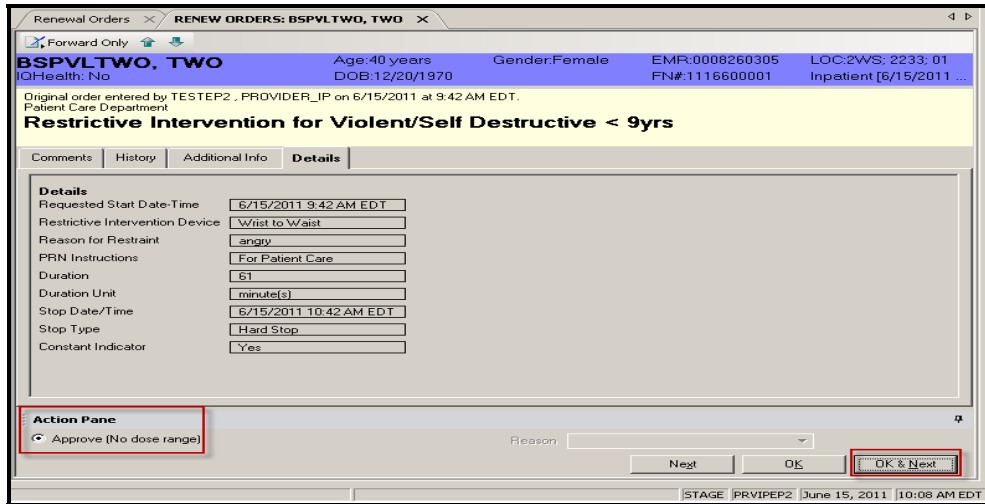 Renewal Orders RENEW ORDERS: BSPVLTWO, TWO
Forward Only
BSPVLTWO, TWO Age:40 years Gender:Female EMR:0008260305 LOC:2WS; 2233; 01
IQHealth: No DOB:12/20/1970 FN#:1116600001 Inpatient [6/15/2011 ...
Original order entered by TESTEP2 , PROVIDER_IP on 6/15/2011 at 9:42 AM EDT.
Patient Care Department
Restrictive Intervention for Violent/Self Destructive < 9yrs
Comments History Additional Info Details
Details
Requested Start Date-Time 6/15/2011 9:42 AM EDT
Restrictive Intervention Device Wrist to Waist
Reason for Restraint angry
PRN Instructions For Patient Care
Duration 61
Duration Unit minute(s)
Stop Date/Time 6/15/2011 10:42 AM EDT
Stop Type Hard Stop
Constant Indicator Yes
Action Pane
Approve (No dose range) Reason
Next OK OK & Next
STAGE PRVIPEP2 June 15, 2011 10:08 AM EDT